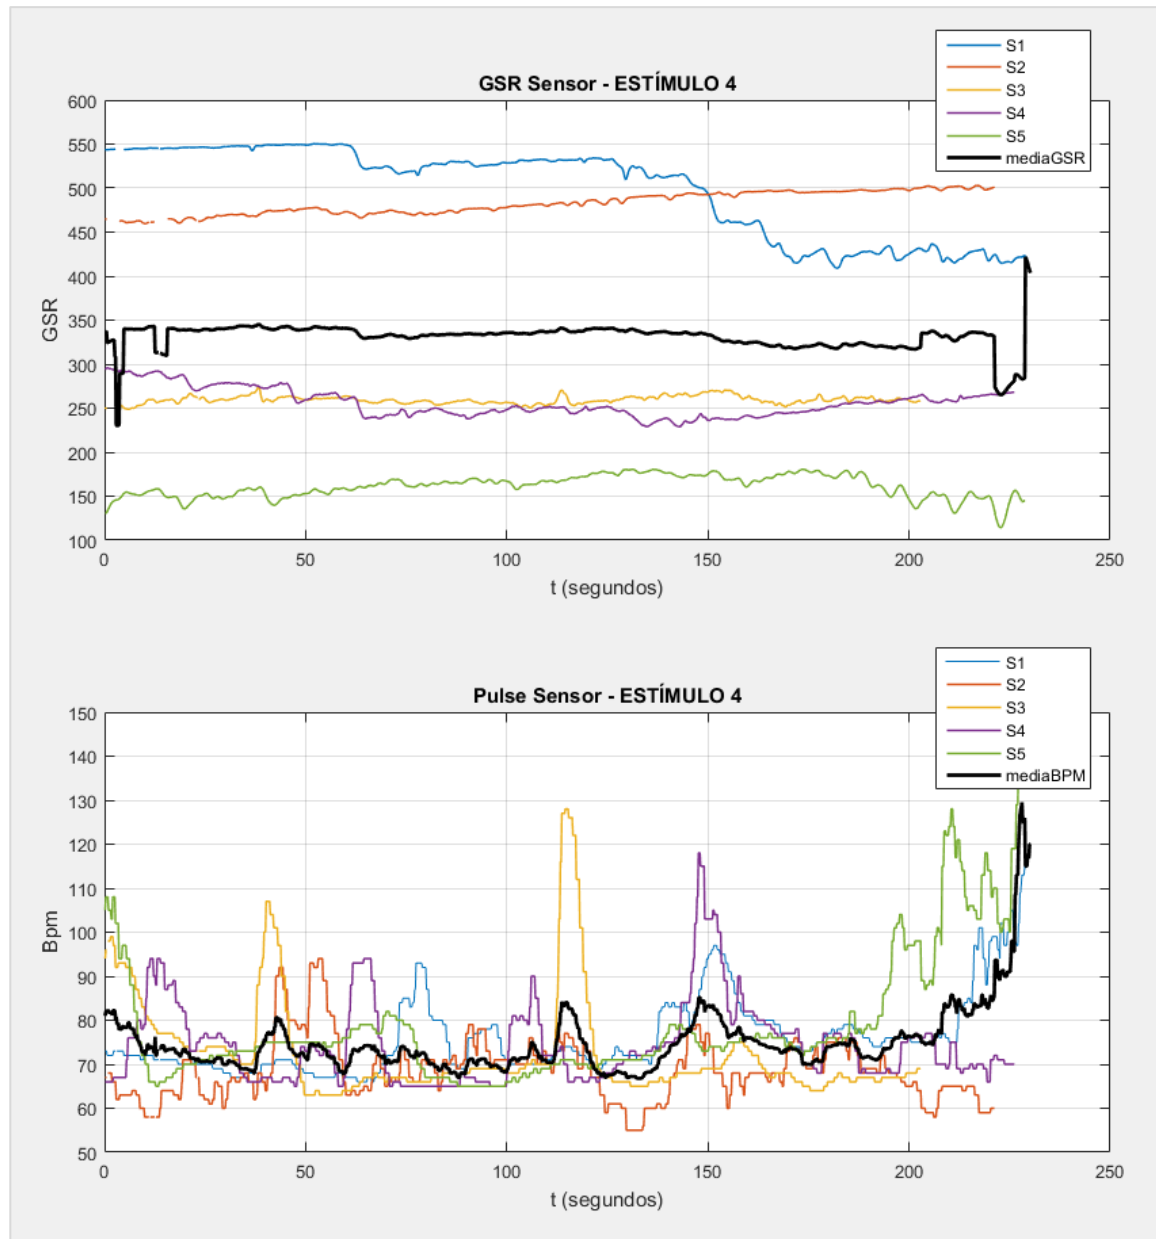 S1
S2
S3
S4
S5
mediaGSR
GSR Sensor - ESTÍMULO 4
600
550
500
450
400
350
300
250
200
150
100
GSR
0 50 100 150 200 250
t (segundos)
S1
S2
S3
S4
S5
mediaBPM
Pulse Sensor - ESTÍMULO 4
150
140
130
120
110
100
90
80
70
60
50
Bpm
0 50 100 150 200 250
t (segundos)